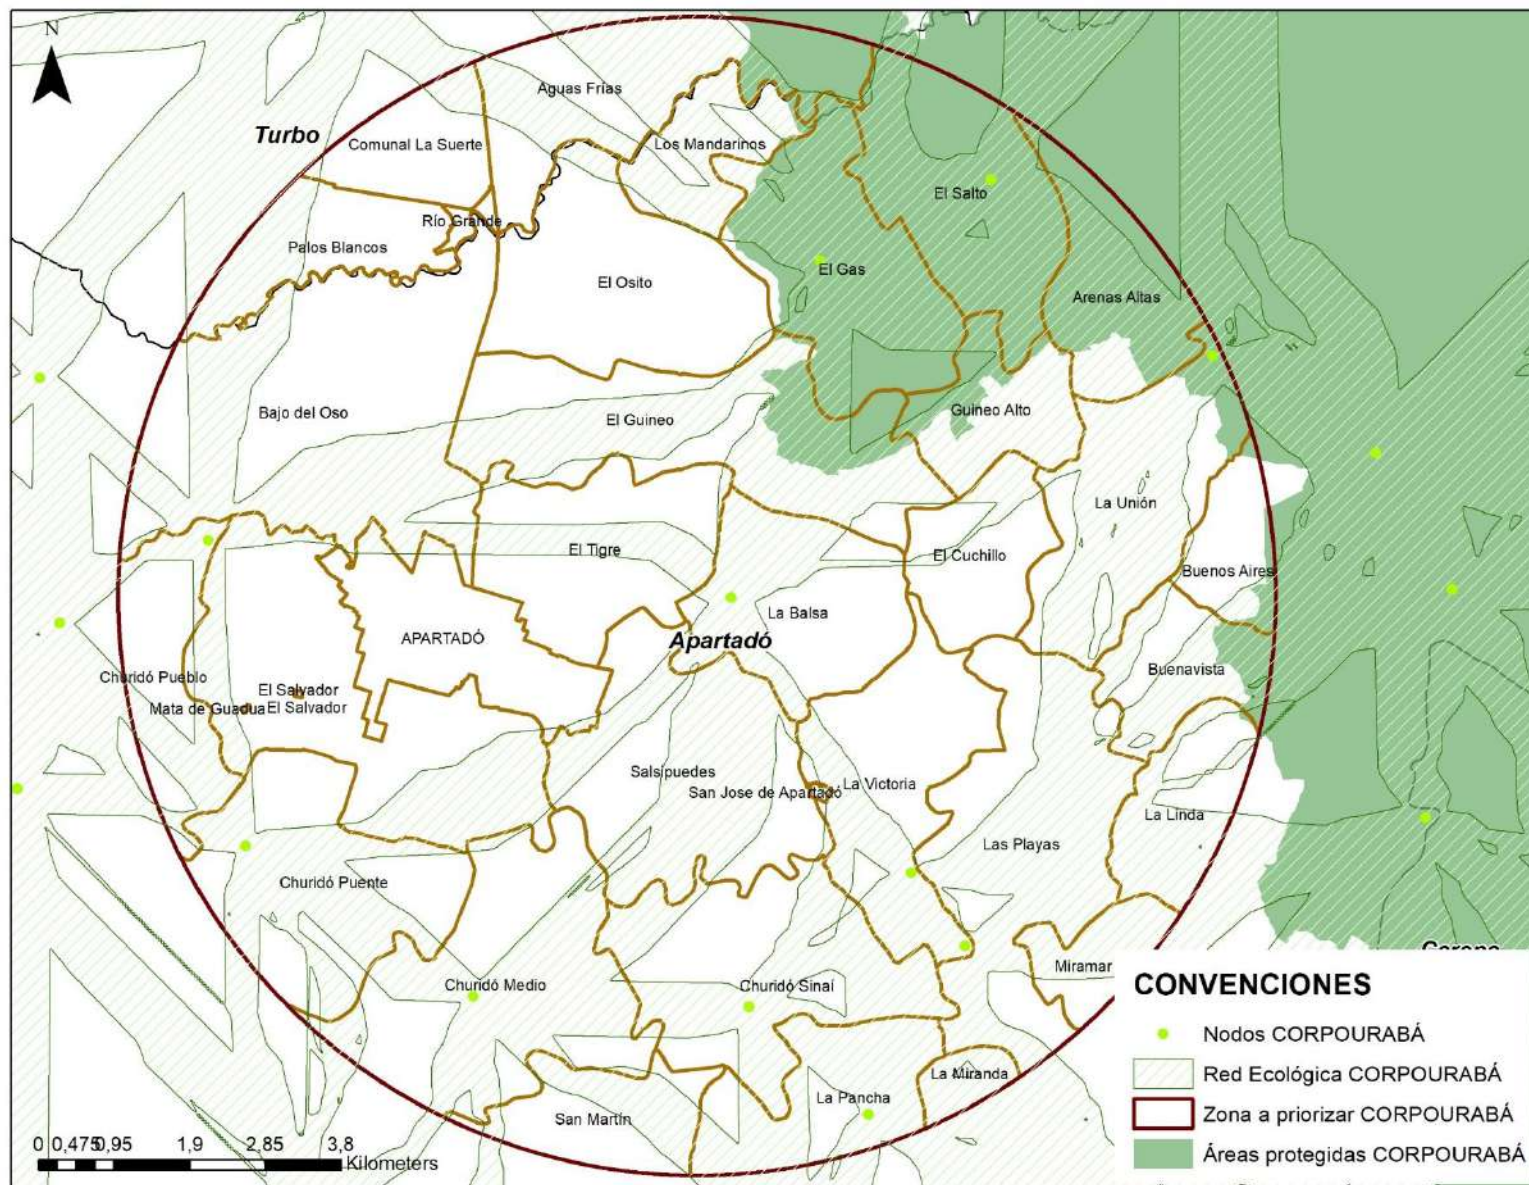 N
Aguas Frías
Turbo
Comunal La Suerte
Los Mandarinos
El Salto
Río Grande
Palos Blancos
El Gas
El Osito
Arenas Altas
Bajo del Oso
El Guineo
Guineo Alto
La Unión
El Tigre
El Cuchillo
Buenos Aires
La Balsa
APARTADÓ
Apartadó
Buenavista
Churidó Pueblo
El Salvador
Mata de Guadua
El Salvador
Salsipuedes
San Jose de Apartadó
La Victoria
La Linda
Las Playas
Churidó Puente
Miramar
Churidó Medio
Churidó Sinaí
La Miranda
La Pancha
San Martín
0 0,475 0,95 1,9 2,85 3,8
Kilometers
CONVENCIONES
Nodos CORPOURABÁ
Red Ecológica CORPOURABÁ
Zona a priorizar CORPOURABÁ
Áreas protegidas CORPOURABÁ